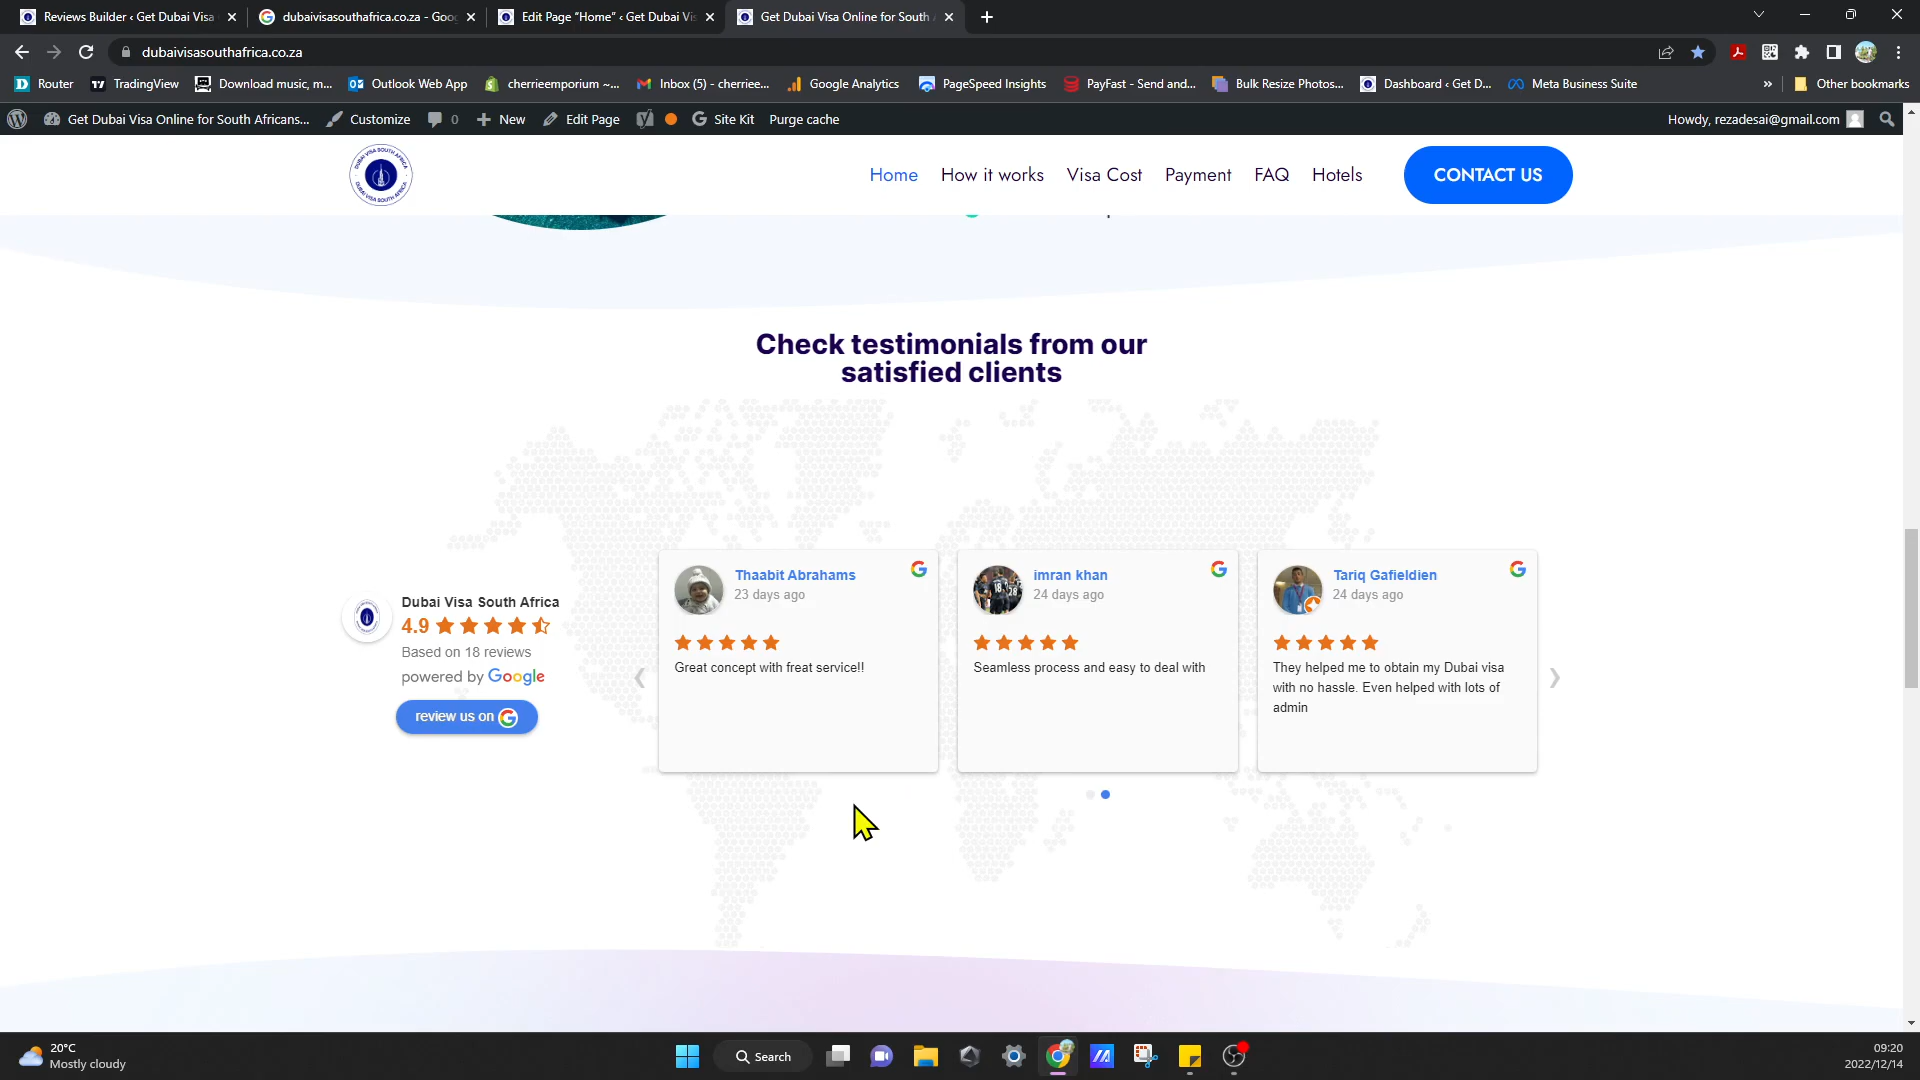 Reviews Builder ‹ Get Dubai Visa
dubaivisasouthafrica.co.za - Goo
Edit Page “Home” ‹ Get Dubai Vi
Get Dubai Visa Online for South
dubaivisasouthafrica.co.za
Router
TradingView
Download music, m...
Outlook Web App
cherrieemporium ~...
Inbox (5) - cherriee...
Google Analytics
PageSpeed Insights
PayFast - Send and...
Bulk Resize Photos...
Dashboard ‹ Get D...
Meta Business Suite
»
Other bookmarks
Get Dubai Visa Online for South Africans...
Customize
0
New
Edit Page
Site Kit
Purge cache
Howdy, rezadesai@gmail.com
DUBAI VISA SOUTH AFRICA
DUBAI VISA SOUTH AFRICA
Home
How it works
Visa Cost
Payment
FAQ
Hotels
CONTACT US
Check testimonials from our
satisfied clients
Dubai Visa South Africa
4.9
Based on 18 reviews
powered by Google
review us on G
Thaabit Abrahams
23 days ago
Great concept with freat service!!
imran khan
24 days ago
Seamless process and easy to deal with
Tariq Gafieldien
24 days ago
They helped me to obtain my Dubai visa
with no hassle. Even helped with lots of
admin
20°C
Mostly cloudy
Search
09:20
2022/12/14